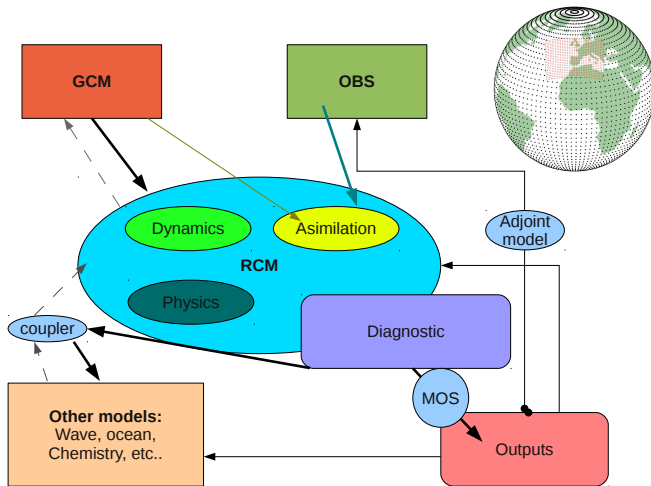 GCM
OBS
Dynamics
Asimilation
Adjoint
model
RCM
Physics
coupler
Diagnostic
MOS
Other models:
Wave, ocean,
Chemistry, etc..
Outputs